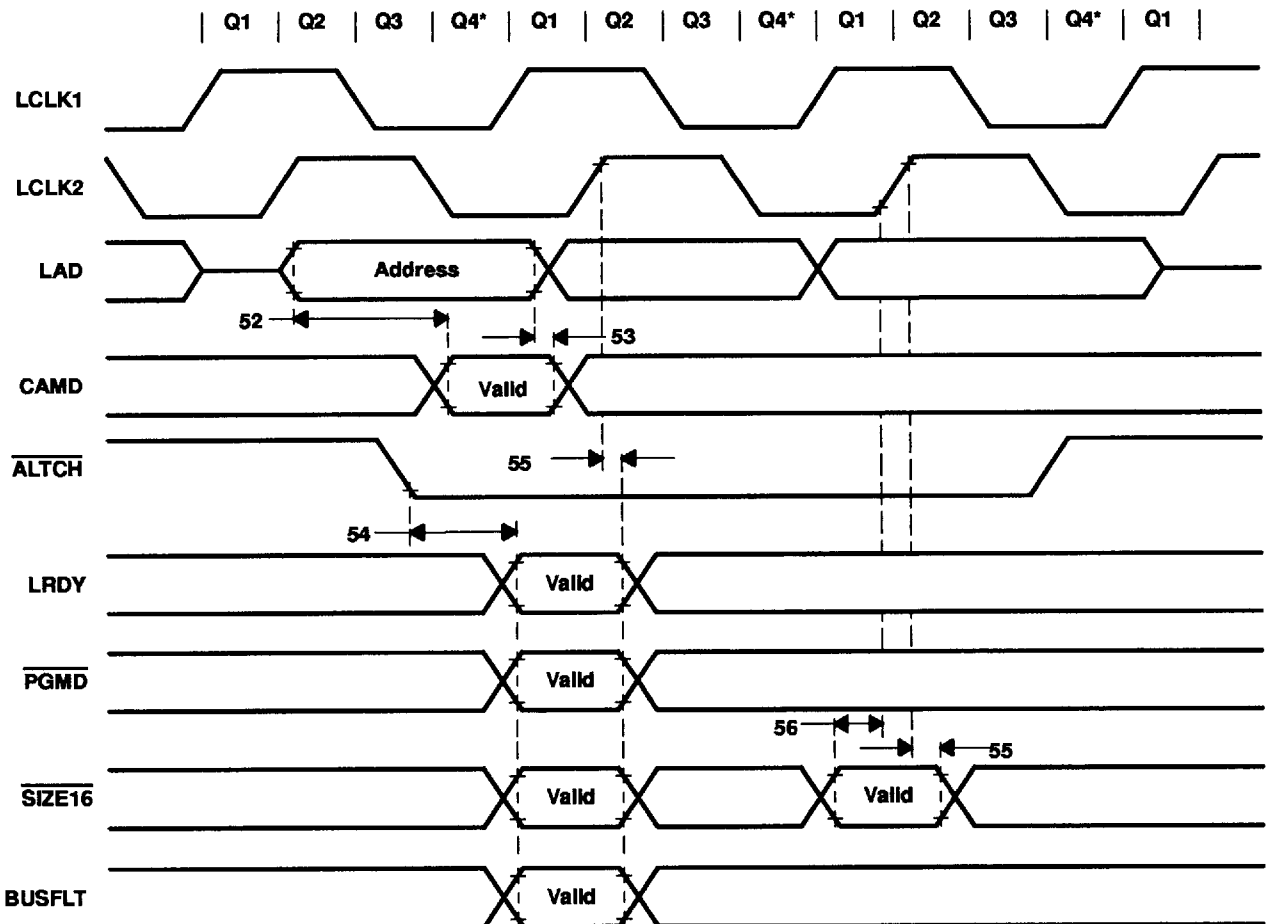 Q1 Q2 Q3 Q4* Q1 Q2 Q3 Q4* Q1 Q2 Q3 Q4* Q1
LCLK1
LCLK2
LAD
Address
52
53
CAMD
Valid
ALTCH
55
54
LRDY
Valid
PGMD
Valid
56
55
SIZE16
Valid
Valid
BUSFLT
Valid